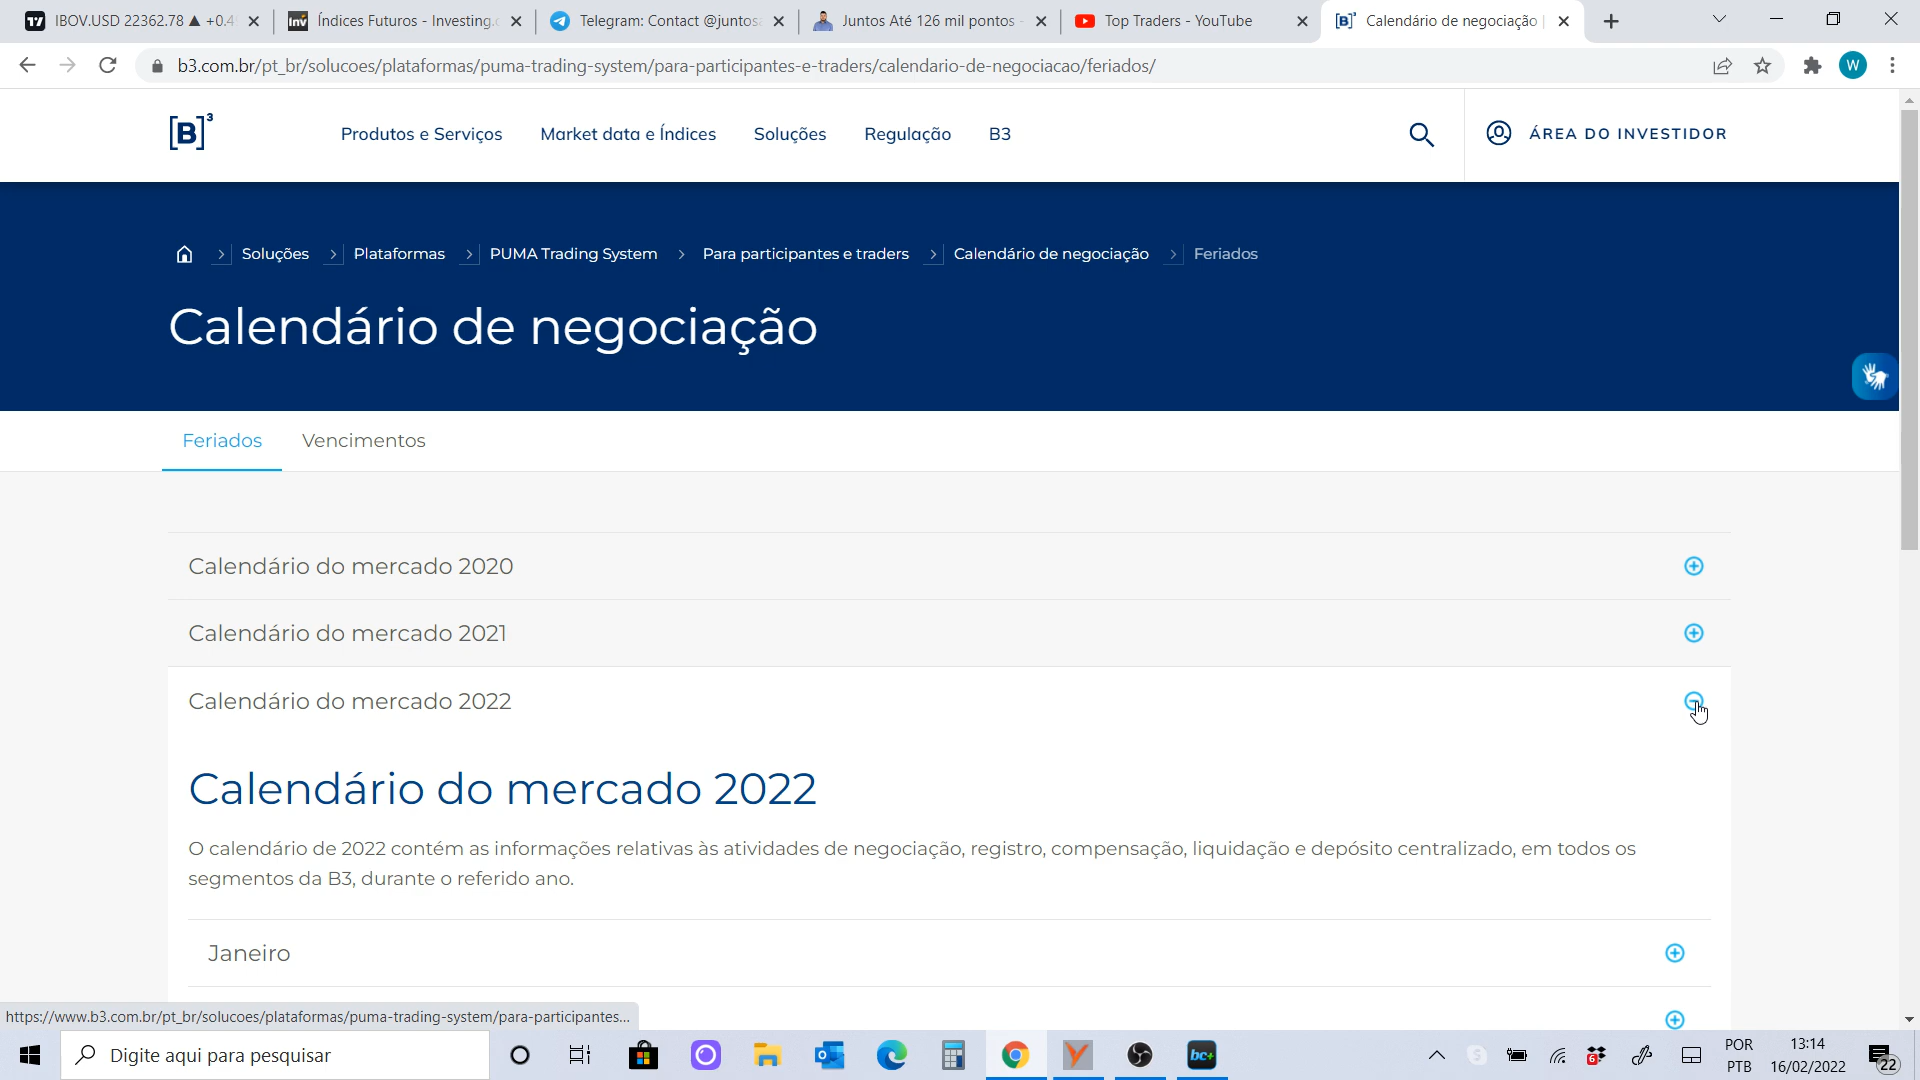 IBOV.USD 22362.78 ▲ +0.4
Índices Futuros - Investing.c
Telegram: Contact @juntosa
Juntos Até 126 mil pontos -
Top Traders - YouTube
[B]³ Calendário de negociação |
b3.com.br/pt_br/solucoes/plataformas/puma-trading-system/para-participantes-e-traders/calendario-de-negociacao/feriados/
W
[B]³
Produtos e Serviços
Market data e Índices
Soluções
Regulação
B3
ÁREA DO INVESTIDOR
Soluções > Plataformas > PUMA Trading System > Para participantes e traders > Calendário de negociação > Feriados
Calendário de negociação
Feriados
Vencimentos
Calendário do mercado 2020
Calendário do mercado 2021
Calendário do mercado 2022
Calendário do mercado 2022
O calendário de 2022 contém as informações relativas às atividades de negociação, registro, compensação, liquidação e depósito centralizado, em todos os
segmentos da B3, durante o referido ano.
Janeiro
https://www.b3.com.br/pt_br/solucoes/plataformas/puma-trading-system/para-participantes...
Digite aqui para pesquisar
bc+
6
POR
PTB
13:14
16/02/2022
22